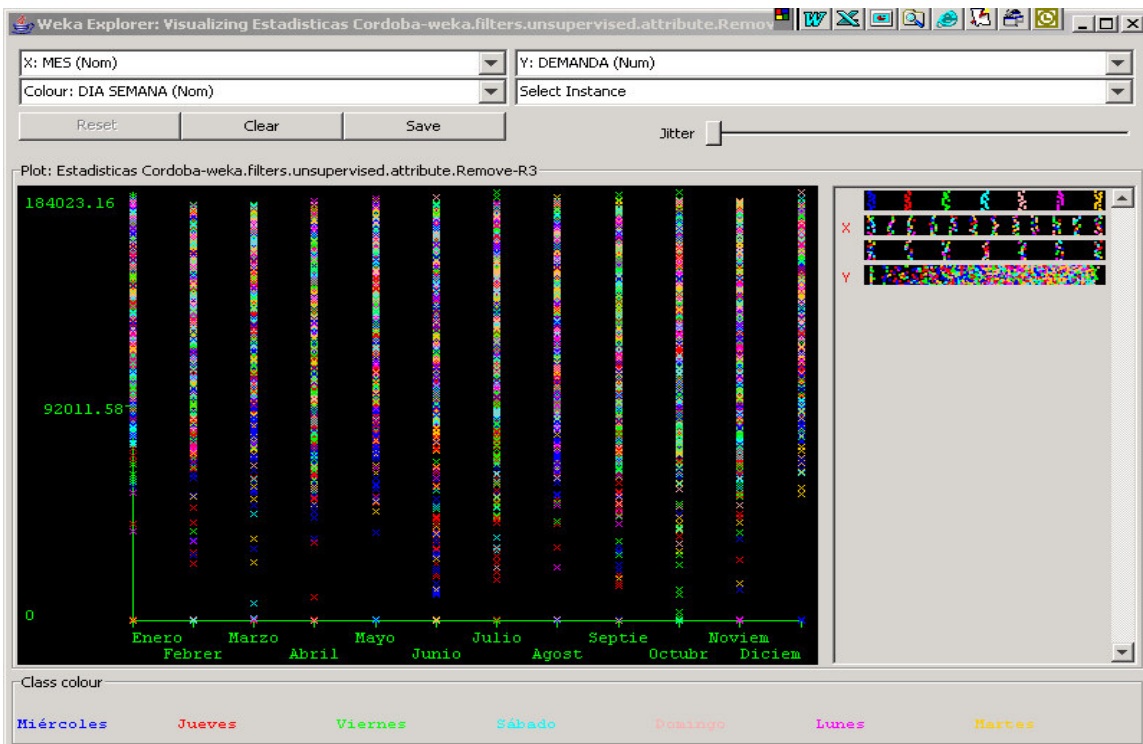 Weka Explorer: Visualizing Estadisticas Cordoba-weka.filters.unsupervised.attribute.Remov
X: MES (Nom)
Y: DEMANDA (Num)
Colour: DIA SEMANA (Nom)
Select Instance
Reset
Clear
Save
Jitter
Plot: Estadisticas Cordoba-weka.filters.unsupervised.attribute.Remove-R3
184023.16
92011.58
0
X
Y
Enero Marzo Mayo Julio Septie Noviem
Febrer Abril Junio Agost Octubr Diciem
Class colour
Miércoles Jueves Viernes Sábado Domingo Lunes Martes